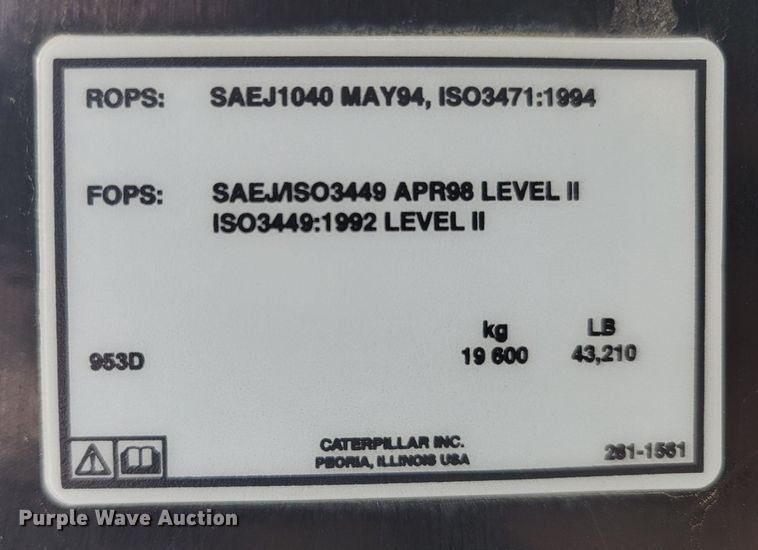 ROPS: SAEJ1040 MAY94, ISO3471:1994
FOPS: SAEJ/ISO3449 APR98 LEVEL II
ISO3449:1992 LEVEL II
kg LB
953D 19 600 43,210
CATERPILLAR INC.
PEORIA, ILLINOIS USA
281-1561
Purple Wave Auction